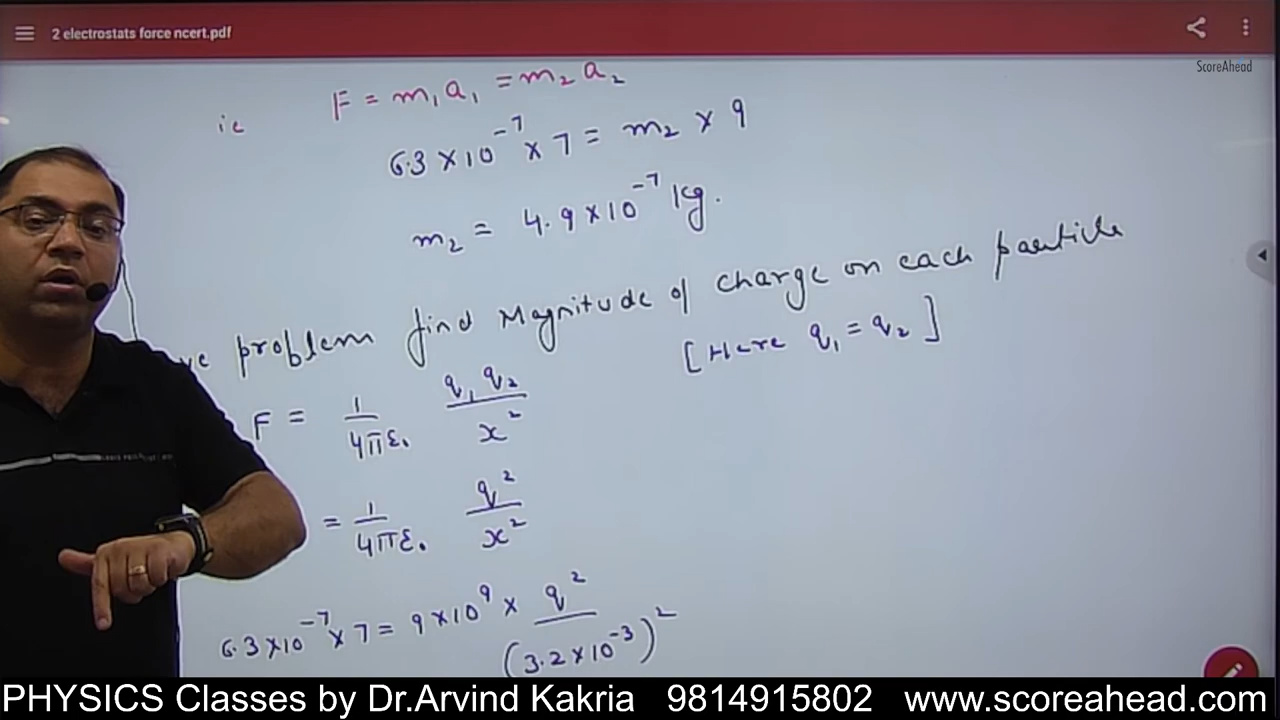 2 electrostats force ncert.pdf
ScoreAhead
ie F = m₁a₁ = m₂a₂
6.3 × 10⁻⁷ × 7 = m₂ × 9
m₂ = 4.9 × 10⁻⁷ kg.
ve problem find Magnitude of charge on each particle
[Here q₁ = q₂]
F = 1/4πε₀ q₁q₂/x²
= 1/4πε₀ q²/x²
6.3 × 10⁻⁷ × 7 = 9 × 10⁹ × q²/(3.2 × 10⁻³)²
PHYSICS Classes by Dr.Arvind Kakria 9814915802 www.scoreahead.com